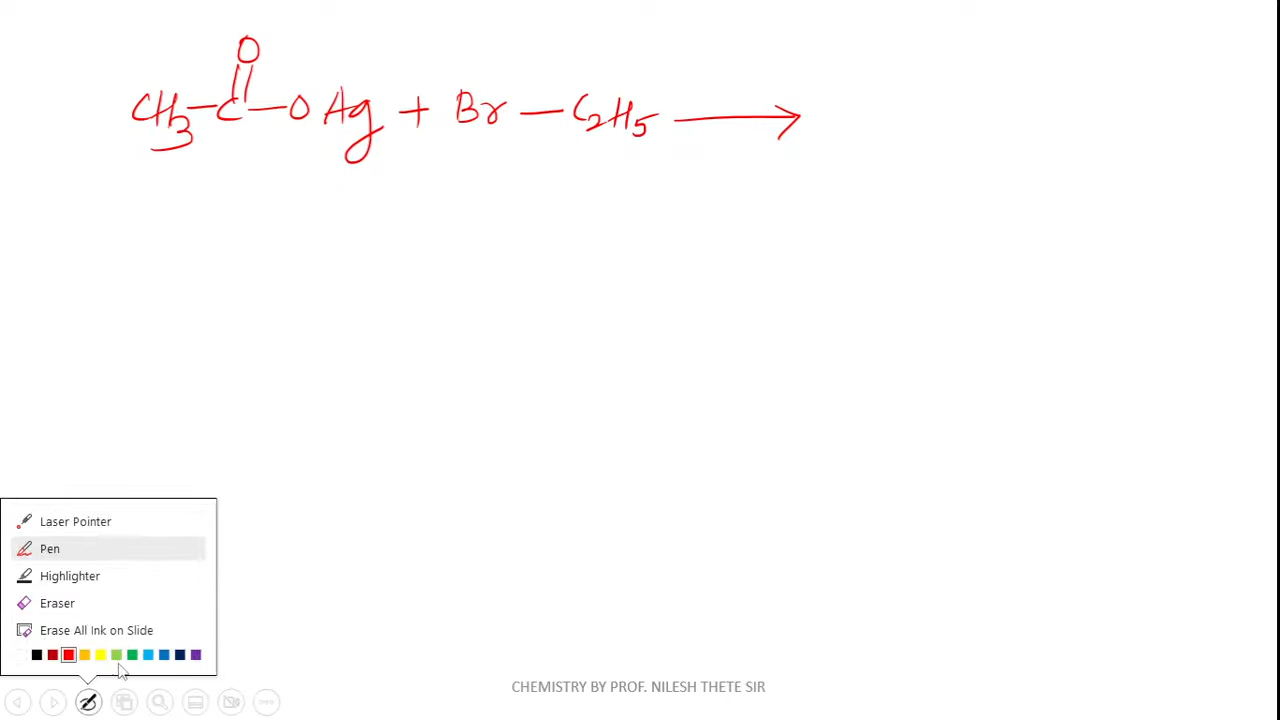 O
CH3-C-O Ag + Br-C2H5 →
Laser Pointer
Pen
Highlighter
Eraser
Erase All Ink on Slide
CHEMISTRY BY PROF. NILESH THETE SIR